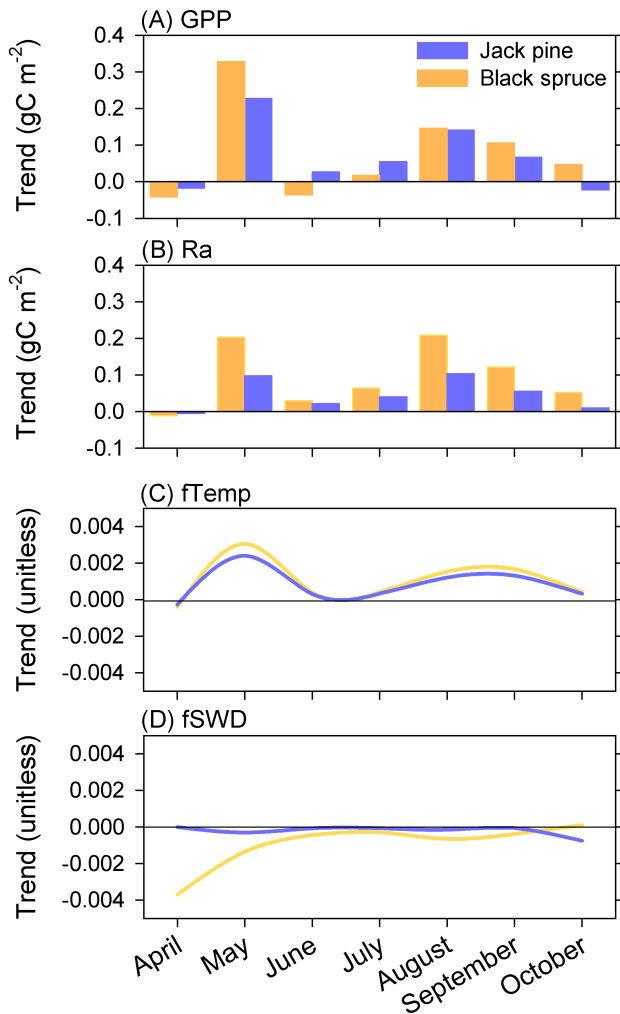 (A) GPP
Trend (gC m⁻²)
0.4
0.3
0.2
0.1
0.0
-0.1
Jack pine
Black spruce
(B) Ra
Trend (gC m⁻²)
0.4
0.3
0.2
0.1
0.0
-0.1
(C) fTemp
Trend (unitless)
0.004
0.002
0.000
-0.002
-0.004
(D) fSWD
Trend (unitless)
0.004
0.002
0.000
-0.002
-0.004
April
May
June
July
August
September
October